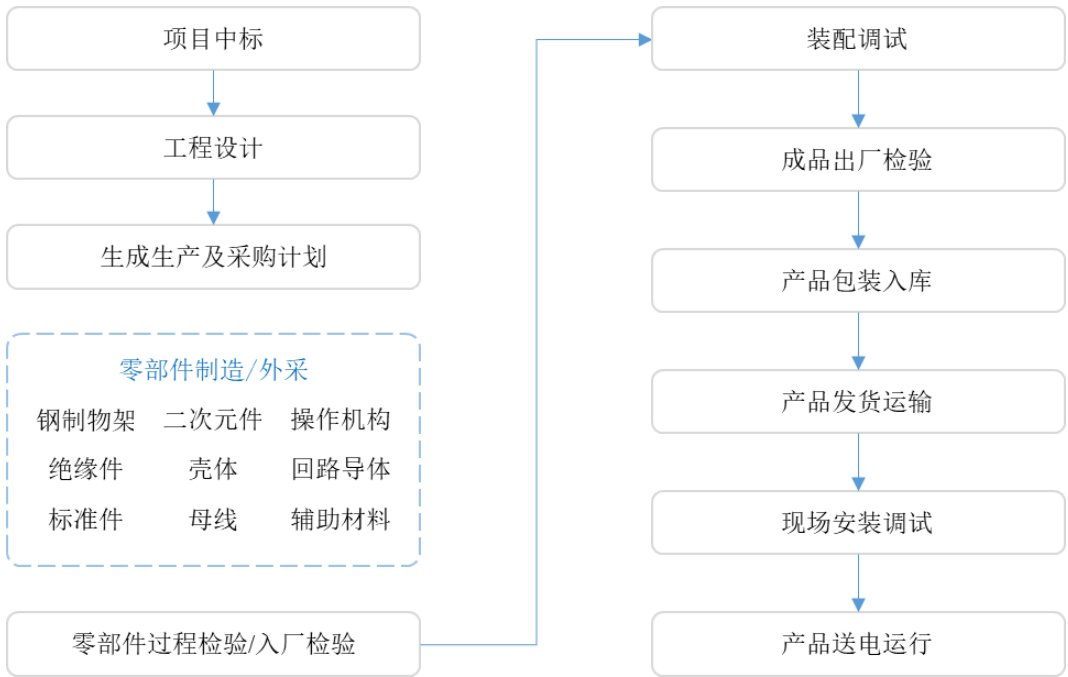 项目中标
工程设计
生成生产及采购计划
零部件制造/外采
钢制物架 二次元件 操作机构
绝缘件 壳体 回路导体
标准件 母线 辅助材料
零部件过程检验/入厂检验
装配调试
成品出厂检验
产品包装入库
产品发货运输
现场安装调试
产品送电运行